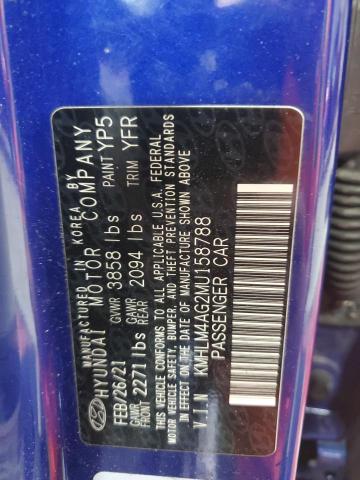 MANUFACTURED IN KOREA BY
HYUNDAI MOTOR COMPANY
FEB/26/21 GVWR 3858 lbs PAINT YP5
GAWR FRONT 2271 lbs GAWR REAR 2094 lbs TRIM YFR
THIS VEHICLE CONFORMS TO ALL APPLICABLE U.S.A. FEDERAL
MOTOR VEHICLE SAFETY, BUMPER, AND THEFT PREVENTION STANDARDS
IN EFFECT ON THE DATE OF MANUFACTURE SHOWN ABOVE
V.I.N KMHLM4AG2MU158788
PASSENGER CAR